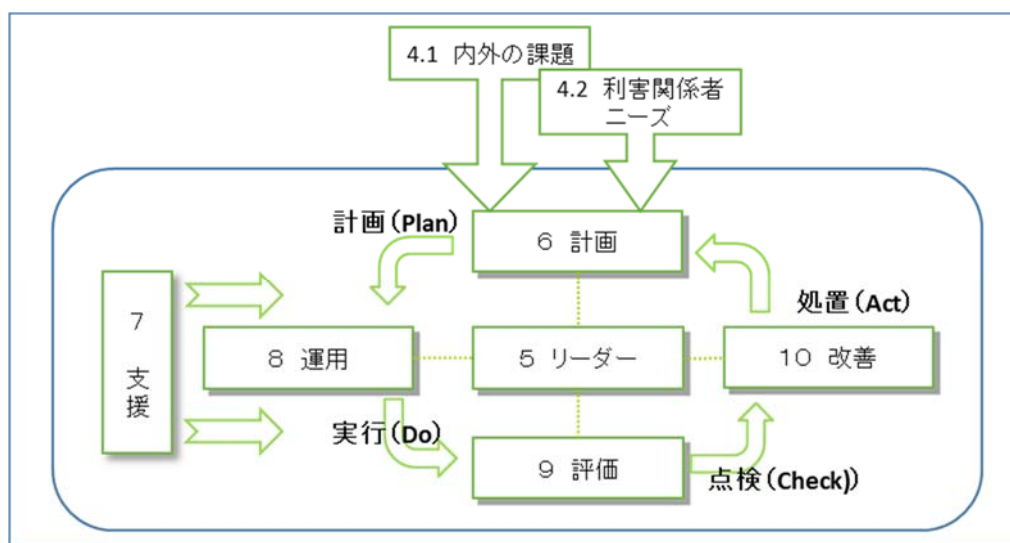 4.1 内外の課題
4.2 利害関係者
ニーズ
計画(Plan)
6 計画
処置(Act)
7
支
援
8 運用
5 リーダー
10 改善
実行(Do)
9 評価
点検(Check))